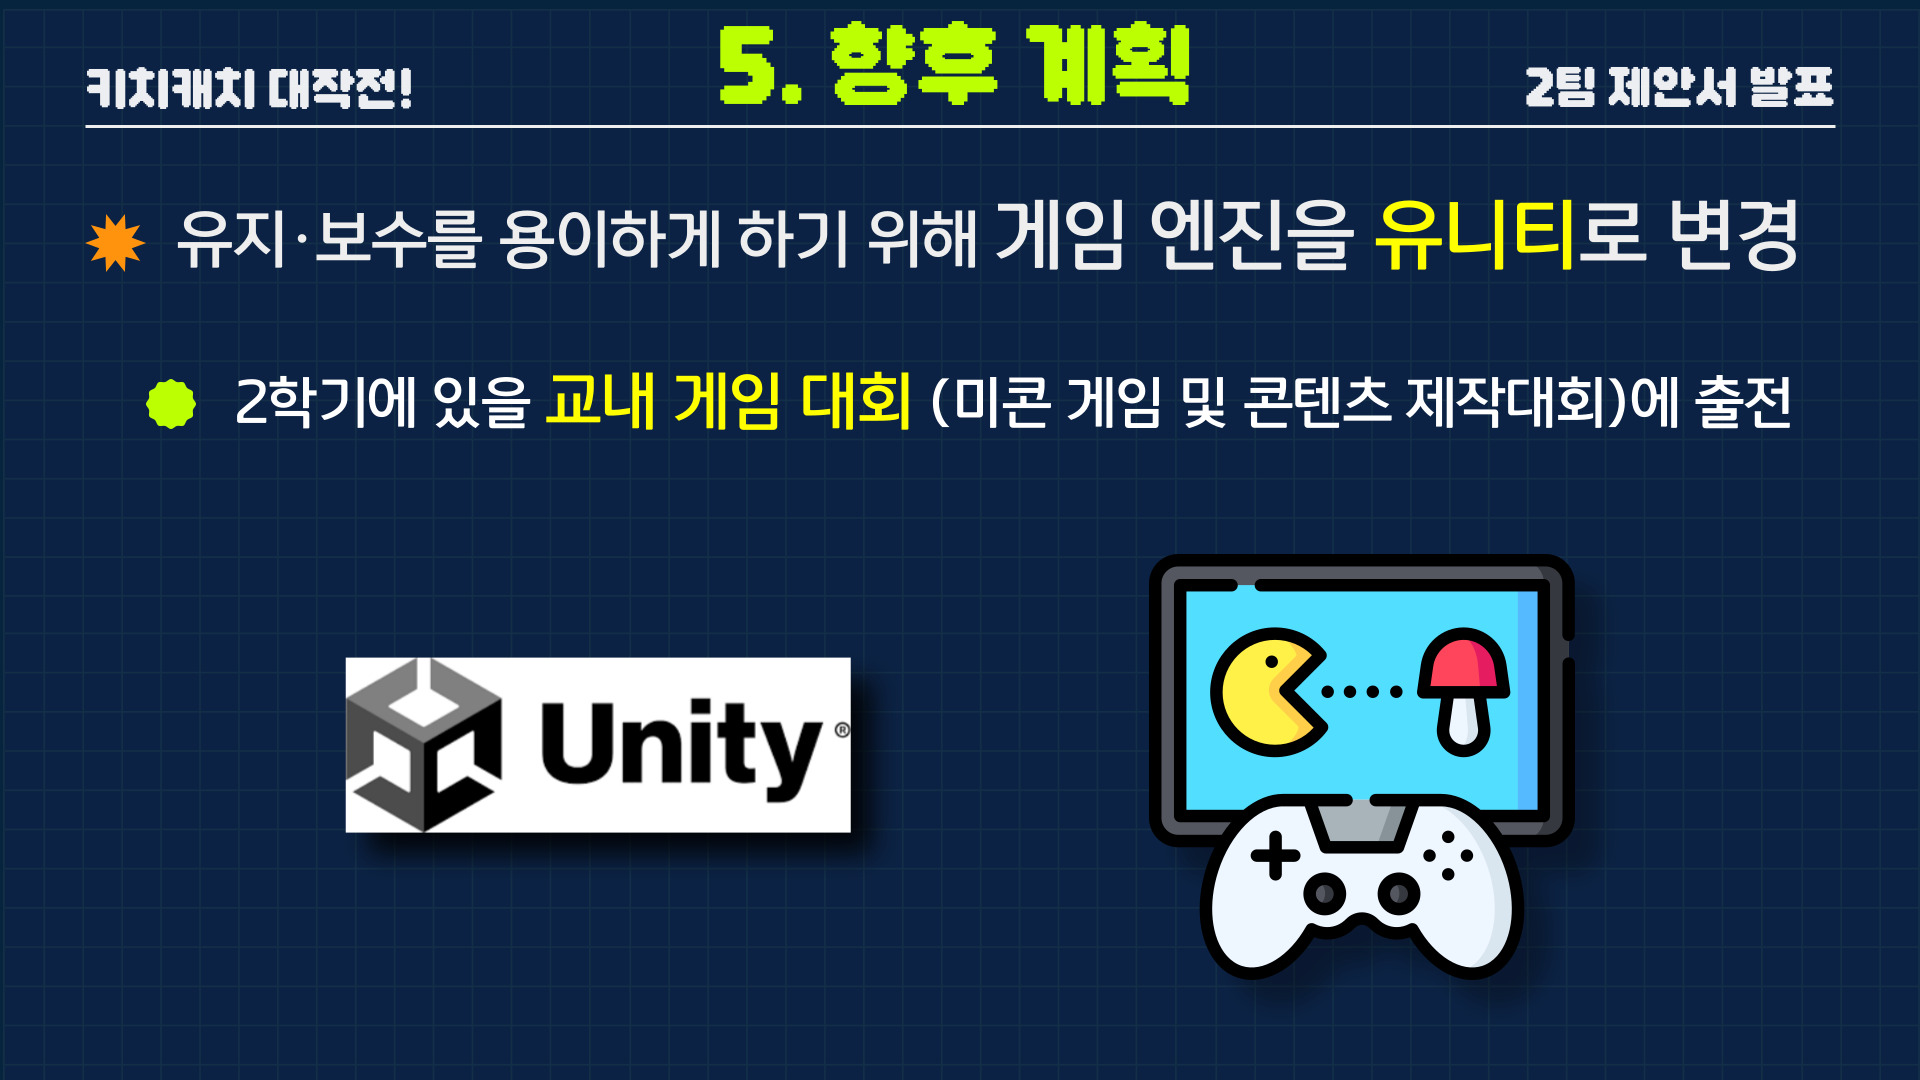 키치캐치 대작전!
5. 향후 계획
2팀 제안서 발표
유지·보수를 용이하게 하기 위해 게임 엔진을 유니티로 변경
2학기에 있을 교내 게임 대회 (미콘 게임 및 콘텐츠 제작대회)에 출전
Unity®